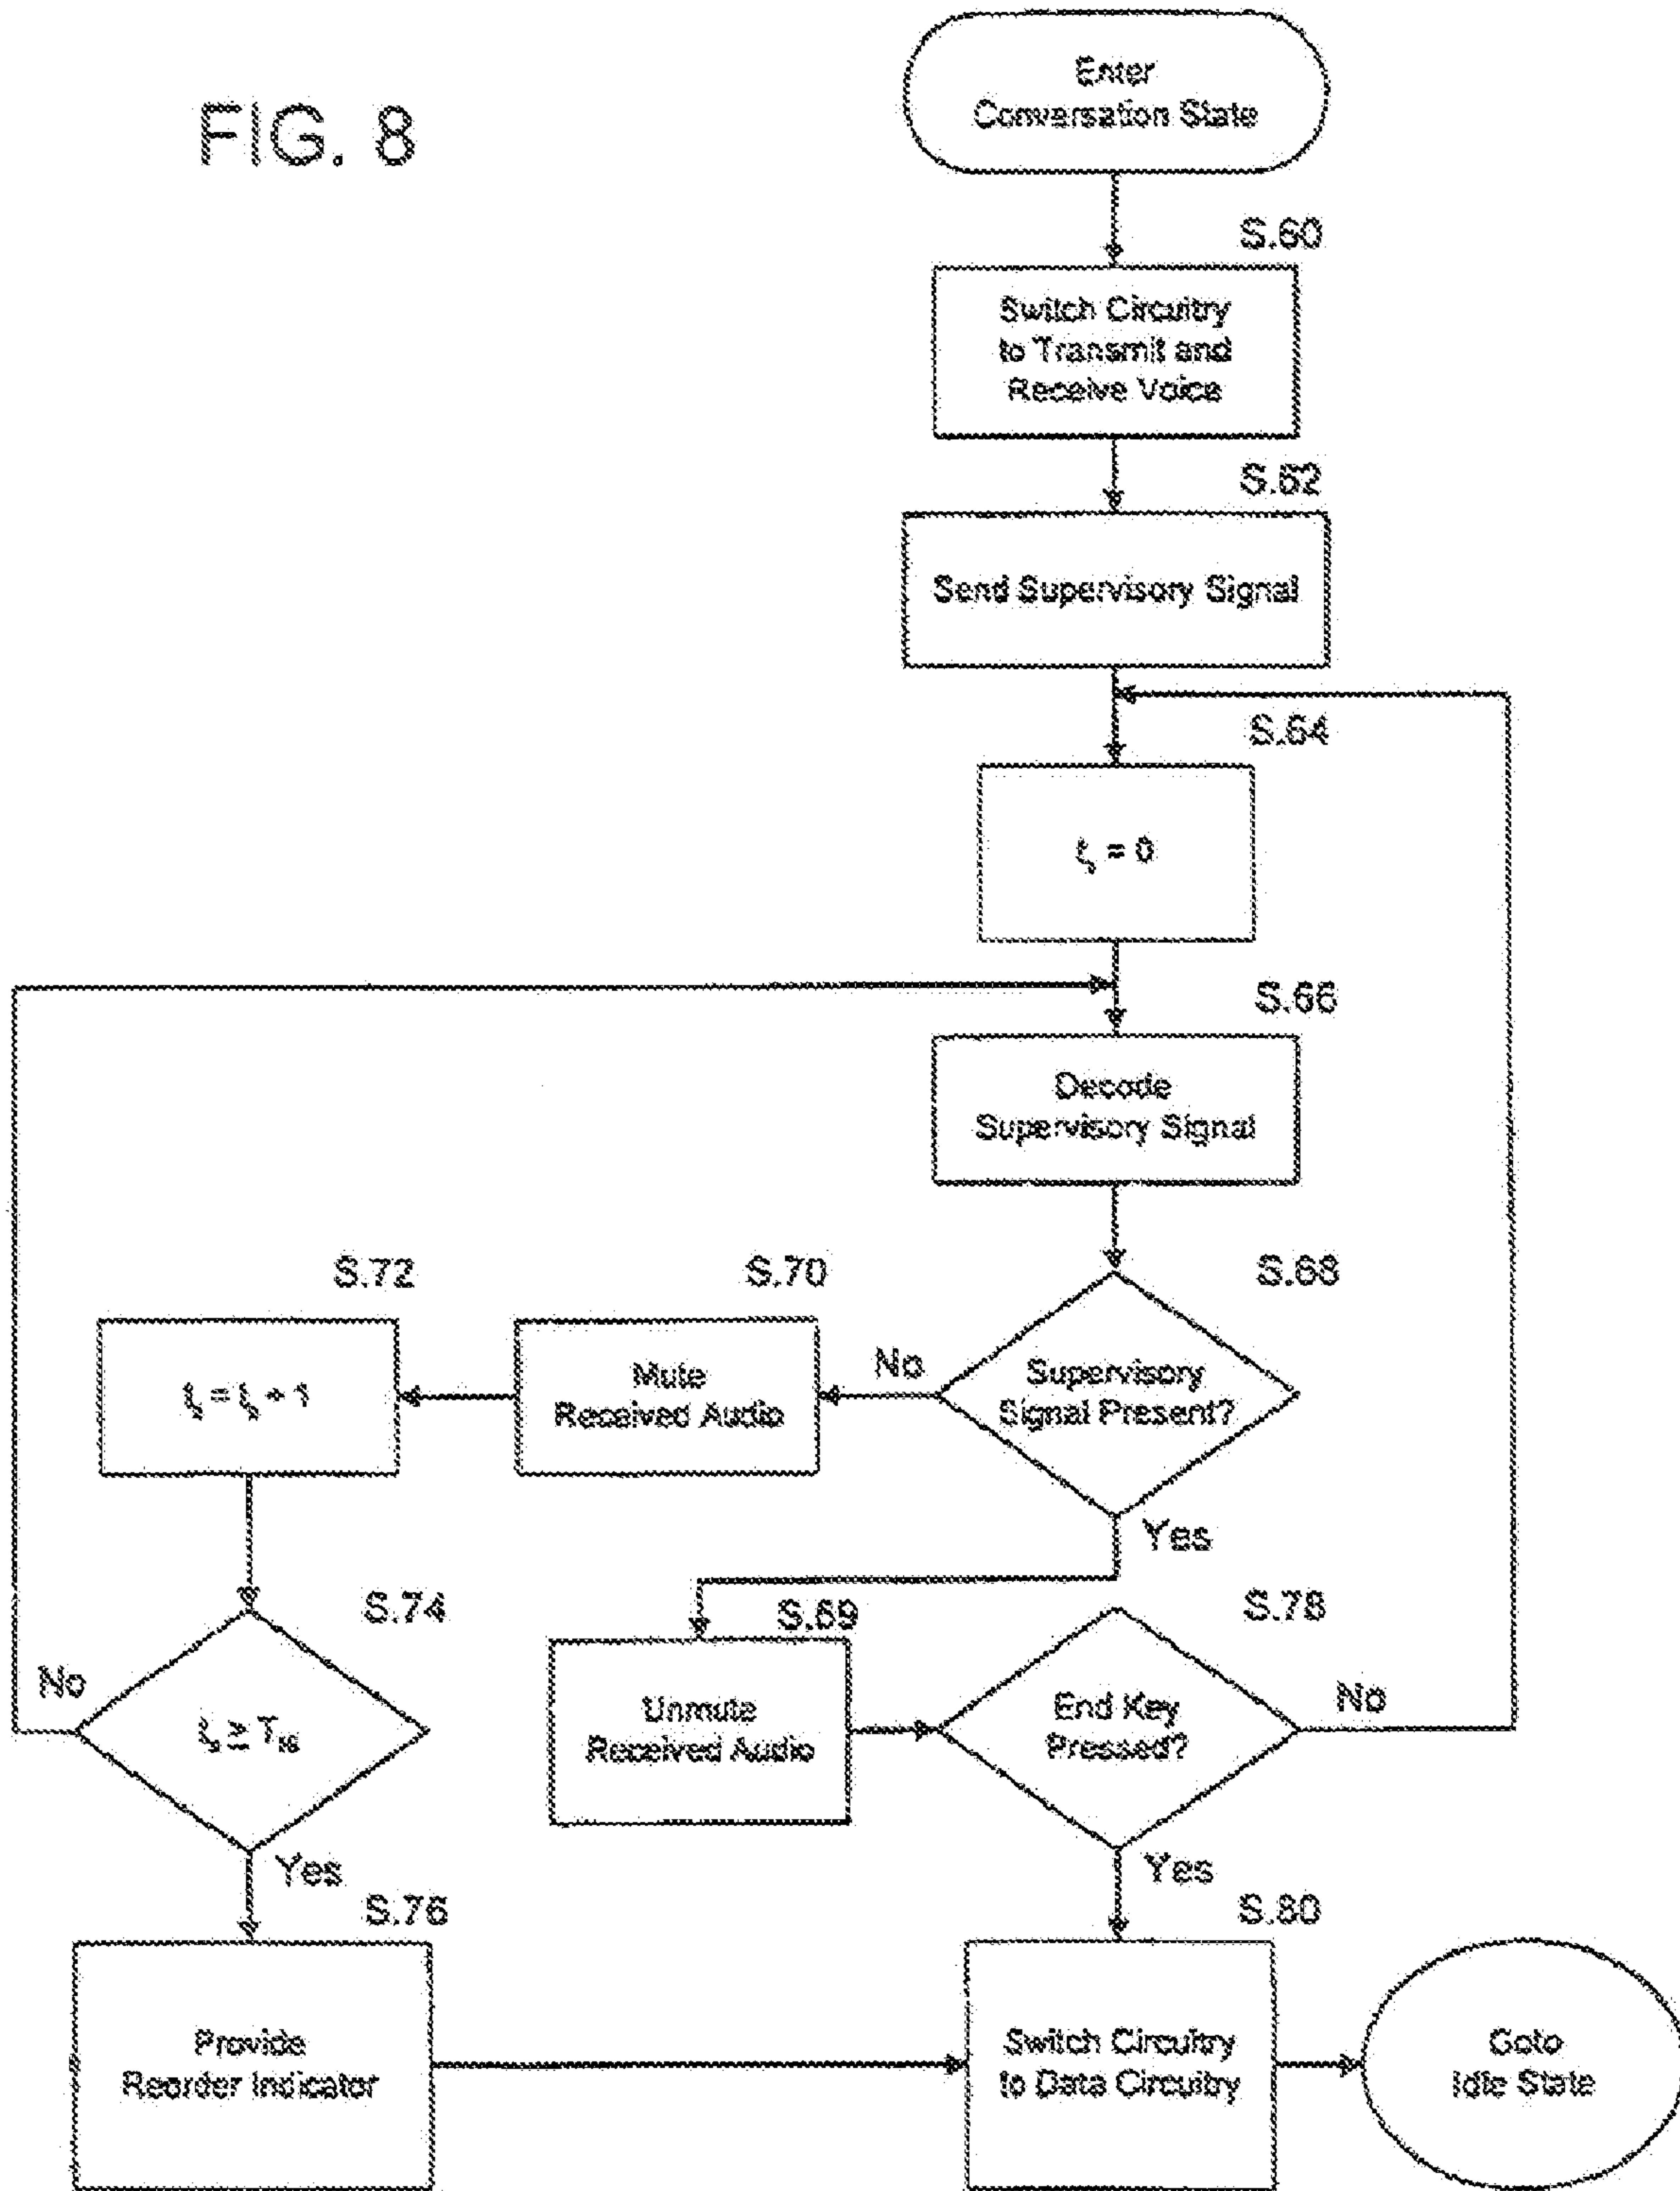 FIG. 8
Enter
Conversation State
S.60
Switch Circuitry
to Transmit and
Receive Voice
S.62
Send Supervisory Signal
S.64
= 0
S.66
Decode
Supervisory Signal
S.68
Supervisory
Signal Present?
No
Yes
S.70
Mute
Received Audio
S.72
+ 1
S.74
No
Yes
S.69
Unmute
Received Audio
S.78
End Key
Pressed?
No
Yes
S.76
Provide
Reorder Indicator
S.80
Switch Circuitry
to Data Circuitry
Goto
Idle State